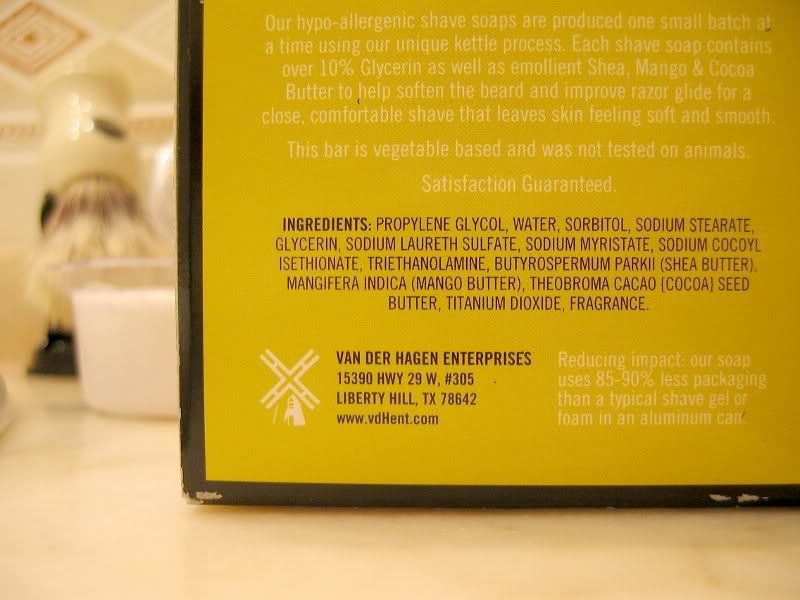 Our hypo-allergenic shave soaps are produced one small batch at
a time using our unique kettle process. Each shave soap contains
over 10% Glycerin as well as emollient Shea, Mango & Cocoa
Butter to help soften the beard and improve razor glide for a
close, comfortable shave that leaves skin feeling soft and smooth.
This bar is vegetable based and was not tested on animals.
Satisfaction Guaranteed.
INGREDIENTS: PROPYLENE GLYCOL, WATER, SORBITOL, SODIUM STEARATE,
GLYCERIN, SODIUM LAURETH SULFATE, SODIUM MYRISTATE, SODIUM COCOYL
ISETHIONATE, TRIETHANOLAMINE, BUTYROSPERMUM PARKII (SHEA BUTTER),
MANGIFERA INDICA (MANGO BUTTER), THEOBROMA CACAO {COCOA} SEED
BUTTER, TITANIUM DIOXIDE, FRAGRANCE.
VAN DER HAGEN ENTERPRISES
15390 HWY 29 W, #305
LIBERTY HILL, TX 78642
www.vdHent.com
Reducing impact: our soap
uses 85-90% less packaging
than a typical shave gel or
foam in an aluminum can.